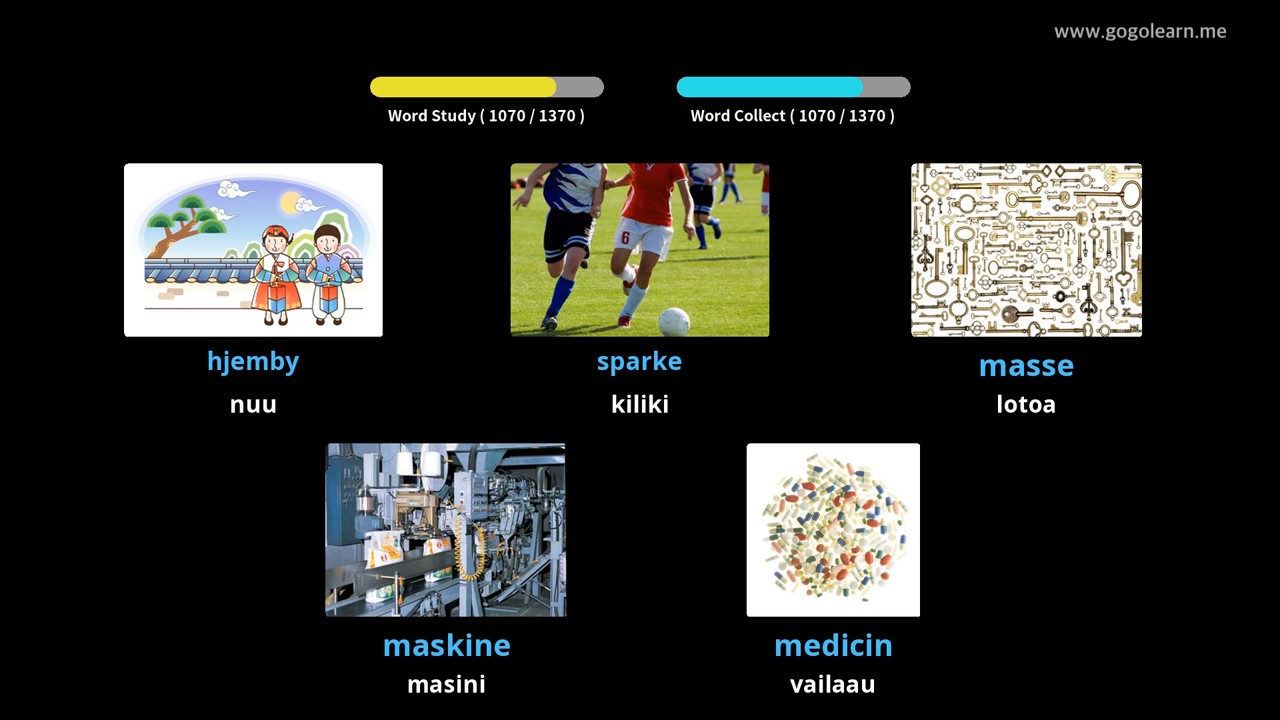 www.gogolearn.me
Word Study ( 1070 / 1370 )
Word Collect ( 1070 / 1370 )
hjemby
nuu
sparke
kiliki
masse
lotoa
maskine
masini
medicin
vailaau